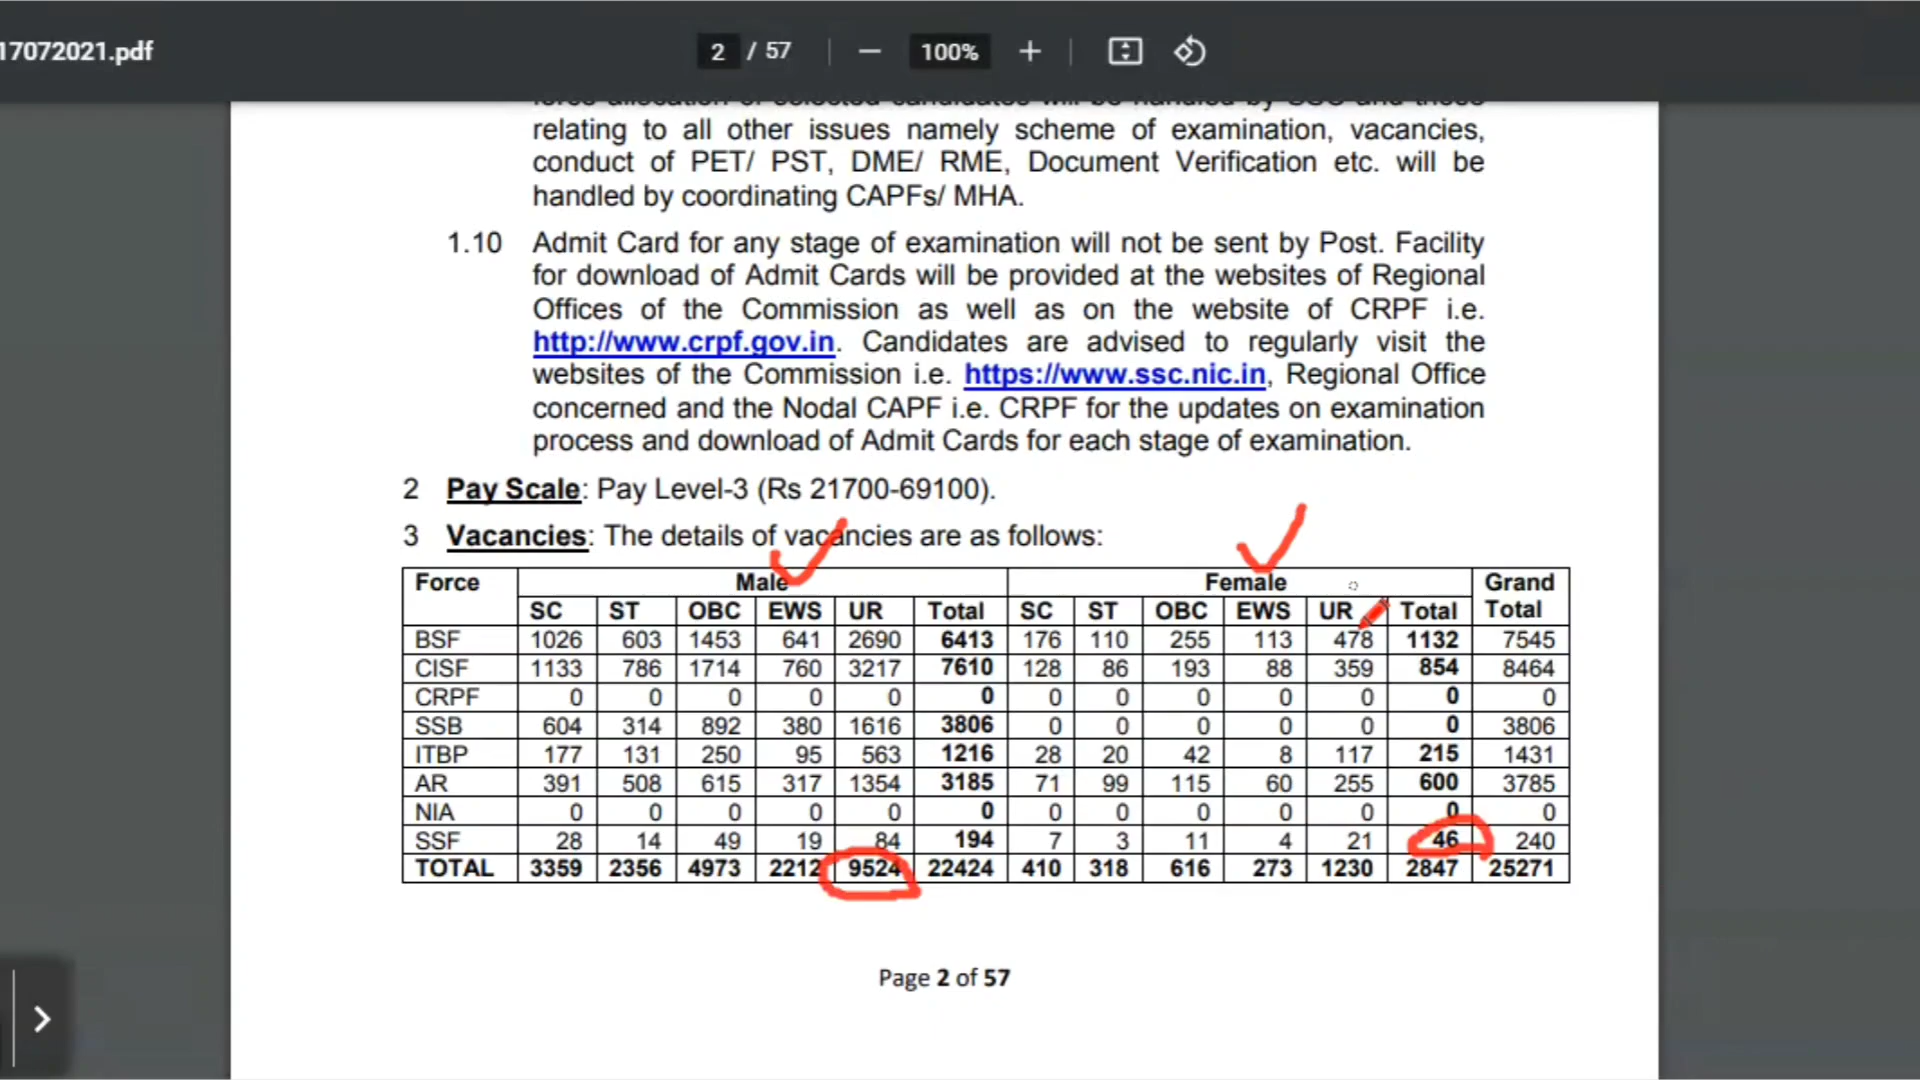 17072021.pdf
2 / 57
100%
relating to all other issues namely scheme of examination, vacancies,
conduct of PET/ PST, DME/ RME, Document Verification etc. will be
handled by coordinating CAPFs/ MHA.
1.10 Admit Card for any stage of examination will not be sent by Post. Facility
for download of Admit Cards will be provided at the websites of Regional
Offices of the Commission as well as on the website of CRPF i.e.
http://www.crpf.gov.in. Candidates are advised to regularly visit the
websites of the Commission i.e. https://www.ssc.nic.in, Regional Office
concerned and the Nodal CAPF i.e. CRPF for the updates on examination
process and download of Admit Cards for each stage of examination.
2 Pay Scale: Pay Level-3 (Rs 21700-69100).
3 Vacancies: The details of vacancies are as follows:
Force Male Female Grand Total
SC ST OBC EWS UR Total SC ST OBC EWS UR Total
BSF 1026 603 1453 641 2690 6413 176 110 255 113 478 1132 7545
CISF 1133 786 1714 760 3217 7610 128 86 193 88 359 854 8464
CRPF 0 0 0 0 0 0 0 0 0 0 0 0 0
SSB 604 314 892 380 1616 3806 0 0 0 0 0 0 3806
ITBP 177 131 250 95 563 1216 28 20 42 8 117 215 1431
AR 391 508 615 317 1354 3185 71 99 115 60 255 600 3785
NIA 0 0 0 0 0 0 0 0 0 0 0 0 0
SSF 28 14 49 19 84 194 7 3 11 4 21 46 240
TOTAL 3359 2356 4973 2212 9524 22424 410 318 616 273 1230 2847 25271
Page 2 of 57